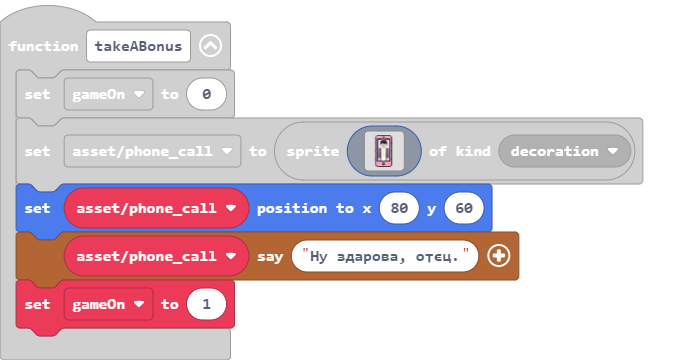 function takeABonus
set gameOn to 0
set asset/phone_call to sprite of kind decoration
set asset/phone_call position to x 80 y 60
asset/phone_call say "Ну здарова, отєц."
set gameOn to 1